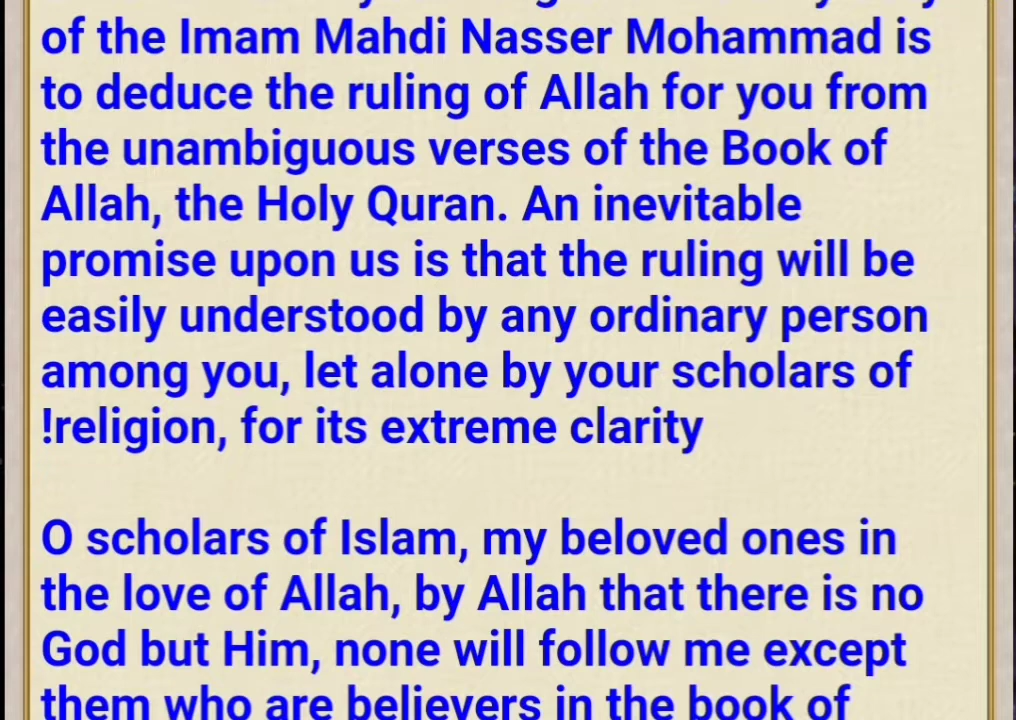 of the Imam Mahdi Nasser Mohammad is
to deduce the ruling of Allah for you from
the unambiguous verses of the Book of
Allah, the Holy Quran. An inevitable
promise upon us is that the ruling will be
easily understood by any ordinary person
among you, let alone by your scholars of
!religion, for its extreme clarity
O scholars of Islam, my beloved ones in
the love of Allah, by Allah that there is no
God but Him, none will follow me except
them who are believers in the book of